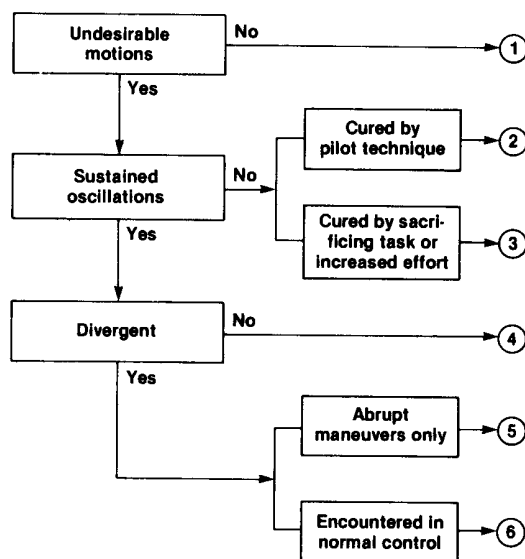 Undesirable
motions
No
1
Yes
Sustained
oscillations
No
Cured by
pilot technique
2
Cured by sacri-
ficing task or
increased effort
3
Yes
Divergent
No
4
Yes
Abrupt
maneuvers only
5
Encountered in
normal control
6